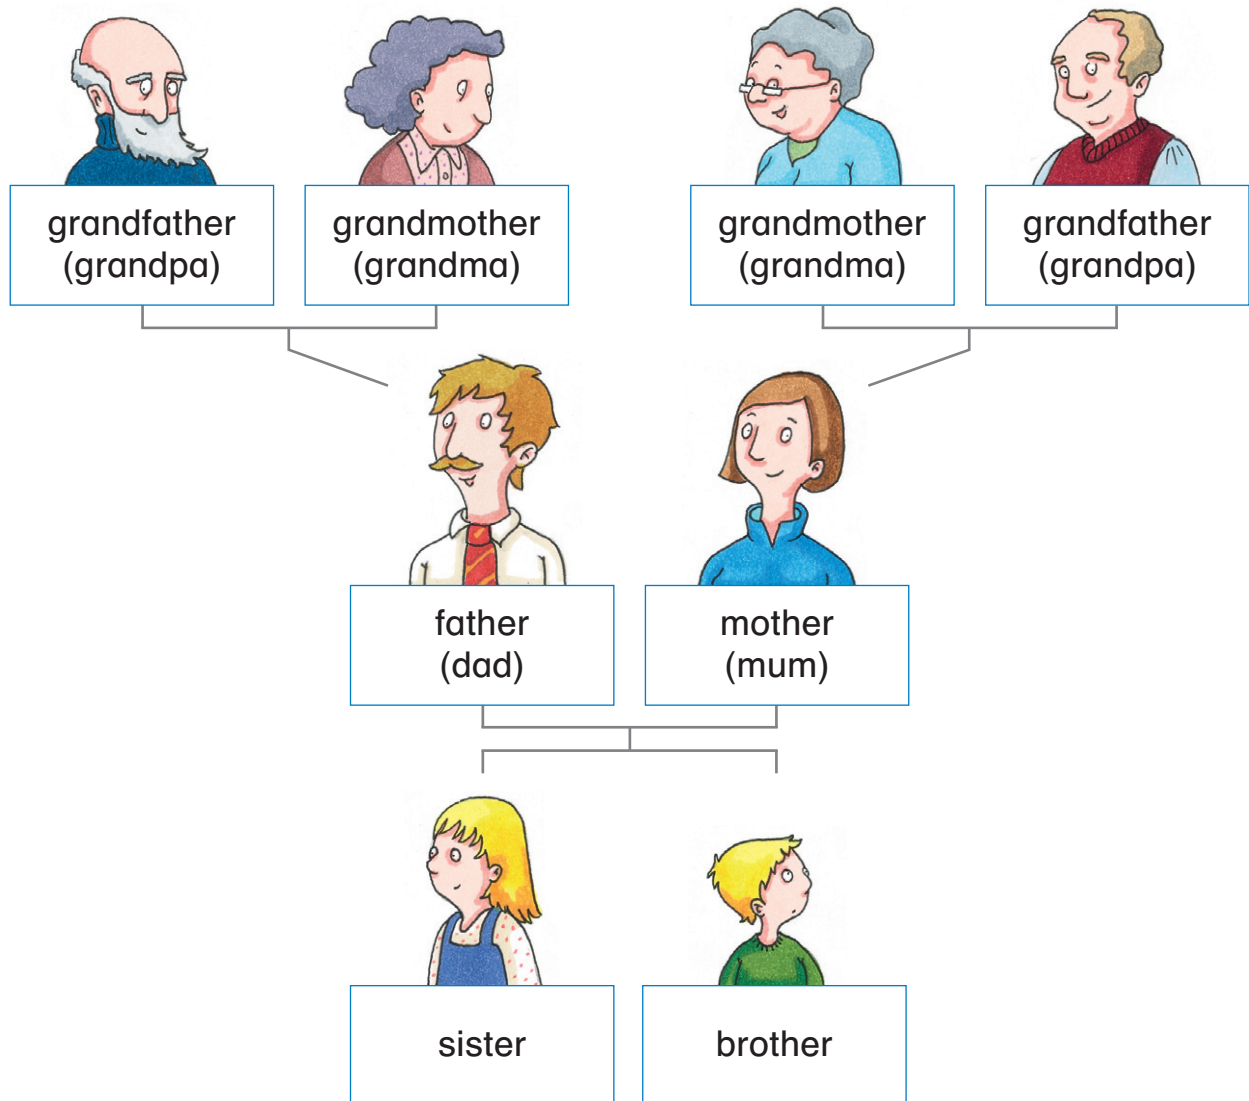 grandfather
(grandpa)
grandmother
(grandma)
grandmother
(grandma)
grandfather
(grandpa)
father
(dad)
mother
(mum)
sister
brother